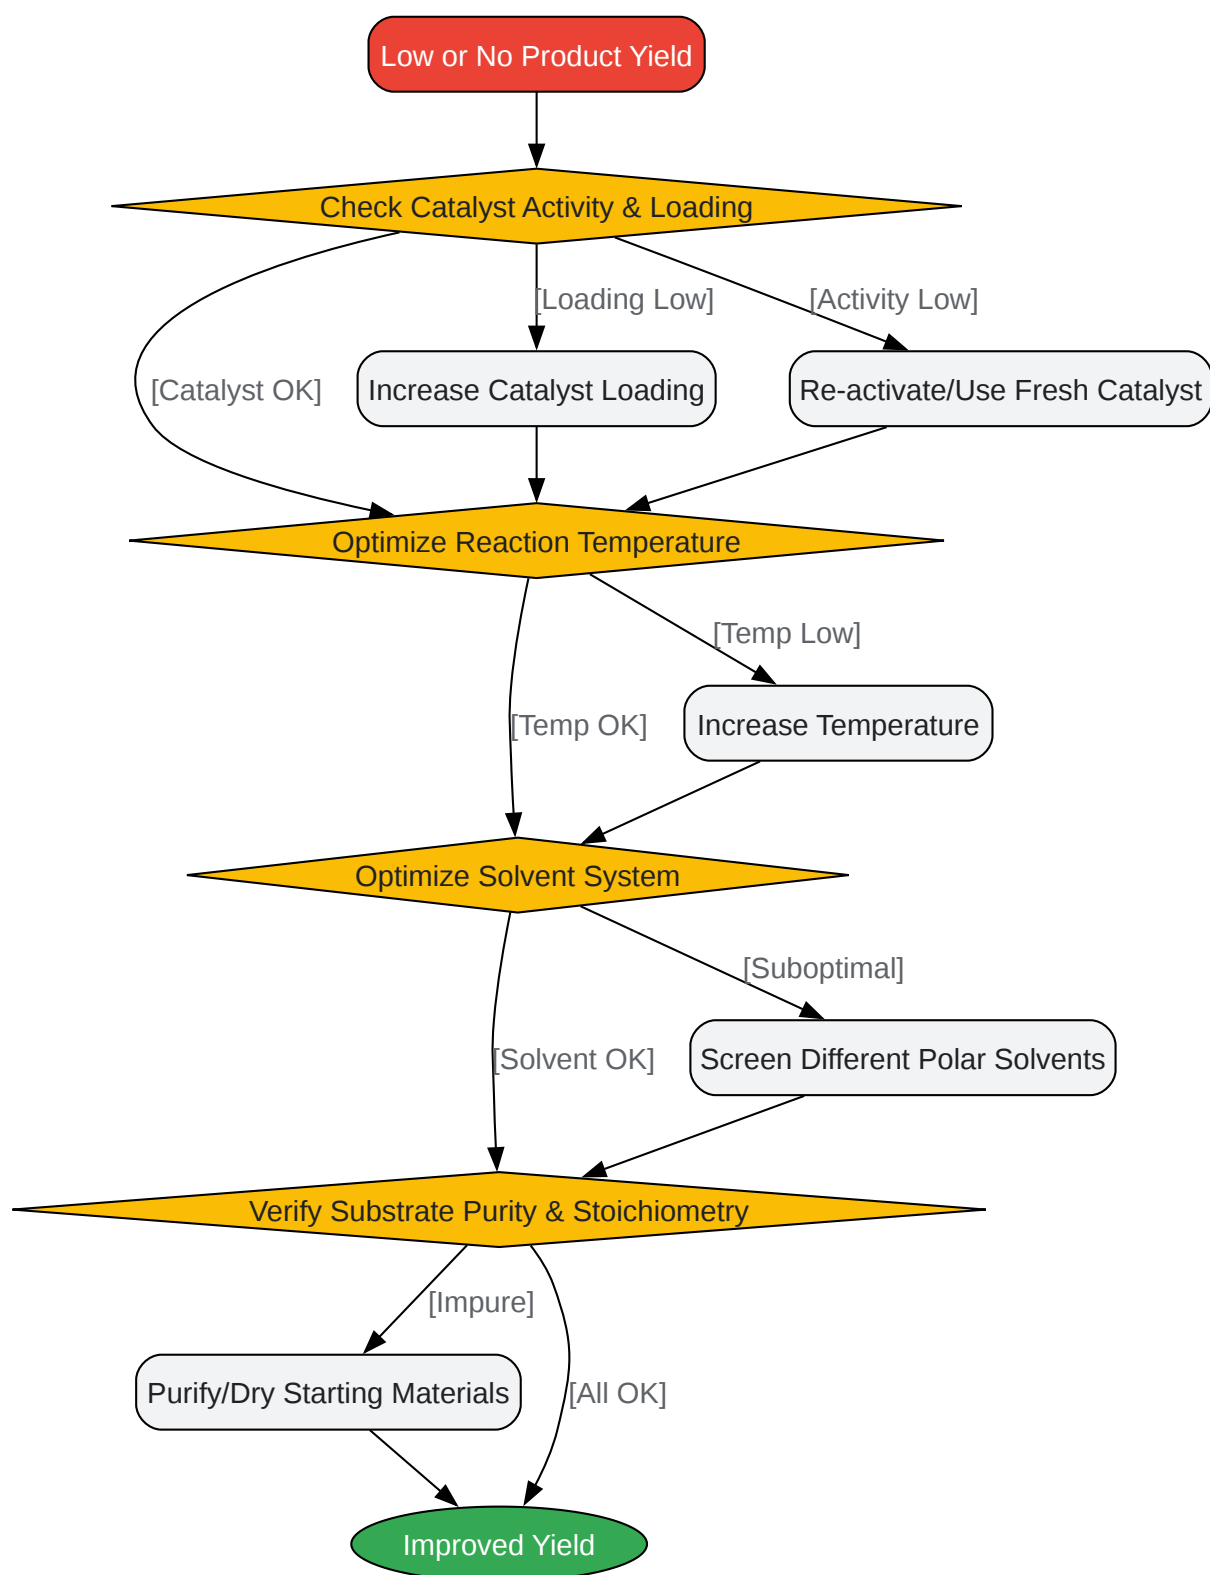 Low or No Product Yield
Check Catalyst Activity & Loading
[Loading Low]
[Activity Low]
[Catalyst OK]
Increase Catalyst Loading
Re-activate/Use Fresh Catalyst
Optimize Reaction Temperature
[Temp Low]
[Temp OK]
Increase Temperature
Optimize Solvent System
[Suboptimal]
[Solvent OK]
Screen Different Polar Solvents
Verify Substrate Purity & Stoichiometry
[Impure]
Purify/Dry Starting Materials
[All OK]
Improved Yield